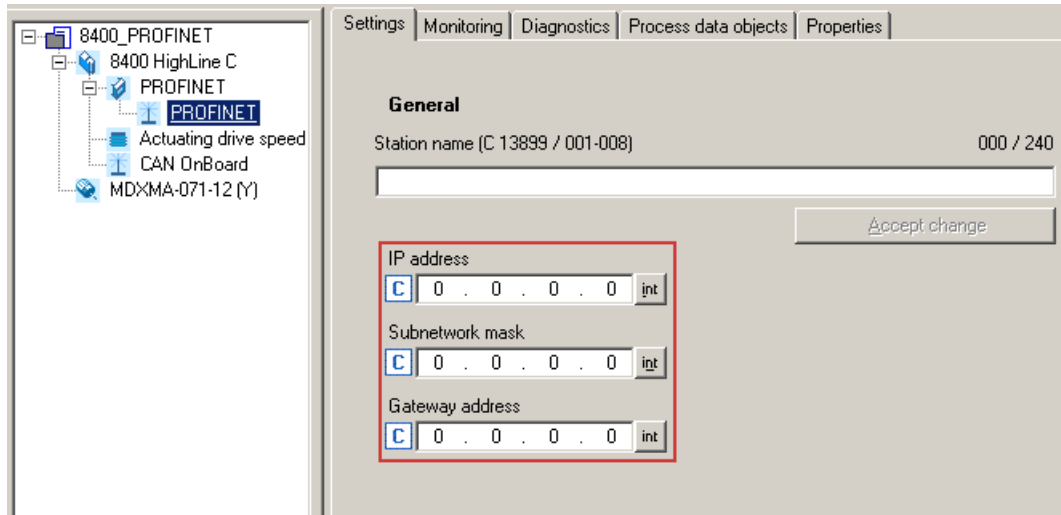 8400_PROFINET
8400 HighLine C
PROFINET
PROFINET
Actuating drive speed
CAN OnBoard
MDXMA-071-12 (Y)
Settings Monitoring Diagnostics Process data objects Properties
General
Station name (C 13899 / 001-008) 000 / 240
Accept change
IP address
C 0 . 0 . 0 . 0 int
Subnetwork mask
C 0 . 0 . 0 . 0 int
Gateway address
C 0 . 0 . 0 . 0 int